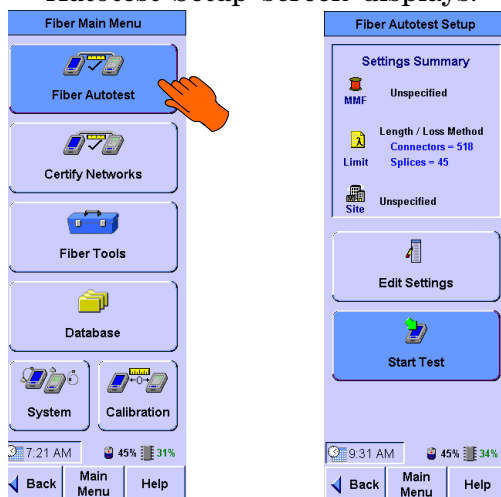 Autotest Setup screen displays.
Fiber Main Menu
Fiber Autotest
Certify Networks
Fiber Tools
Database
System
Calibration
7:21 AM
45%
31%
Back
Main
Menu
Help
Fiber Autotest Setup
Settings Summary
MMF
Unspecified
Length / Loss Method
Connectors = 518
Limit
Splices = 45
Site
Unspecified
Edit Settings
Start Test
9:31 AM
45%
34%
Back
Main
Menu
Help